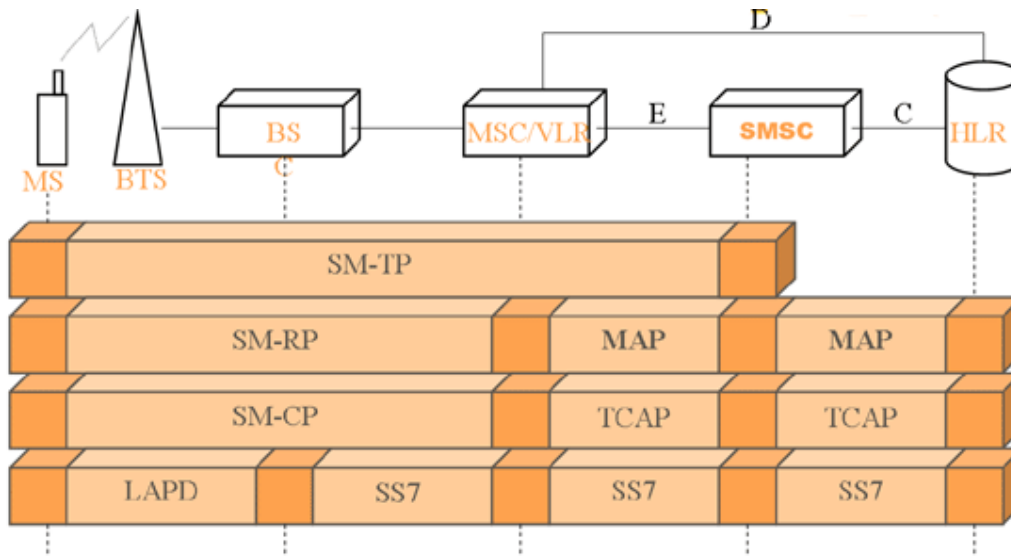 D
BS
C
MSC/VLR
E
SMSC
C
HLR
MS
BTS
SM-TP
SM-RP
MAP
MAP
SM-CP
TCAP
TCAP
LAPD
SS7
SS7
SS7